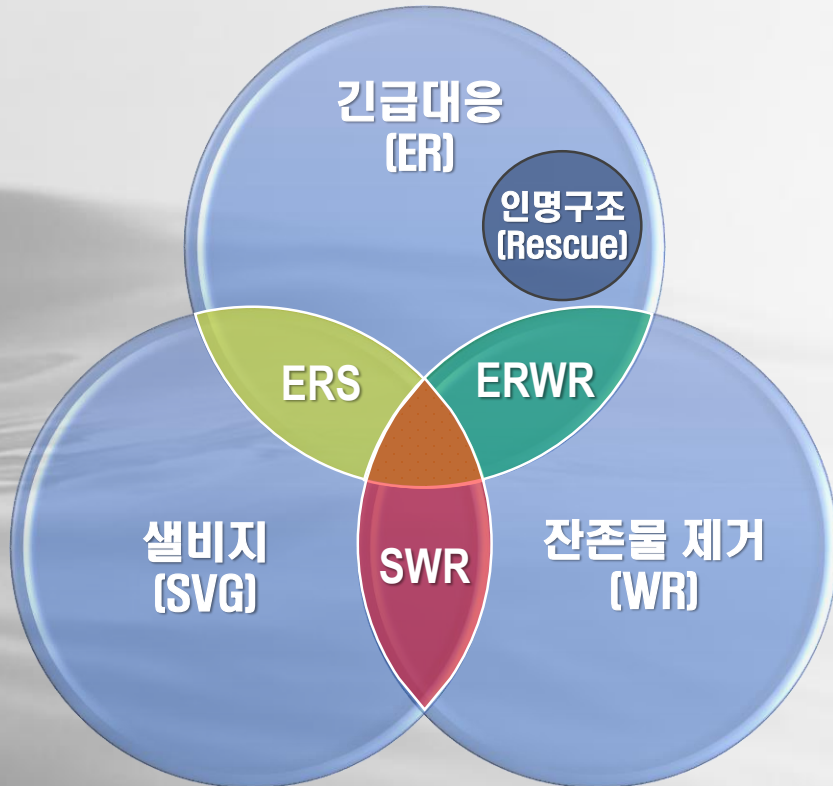 긴급대응
(ER)
인명구조
(Rescue)
ERS
ERWR
샐비지
(SVG)
SWR
잔존물 제거
(WR)